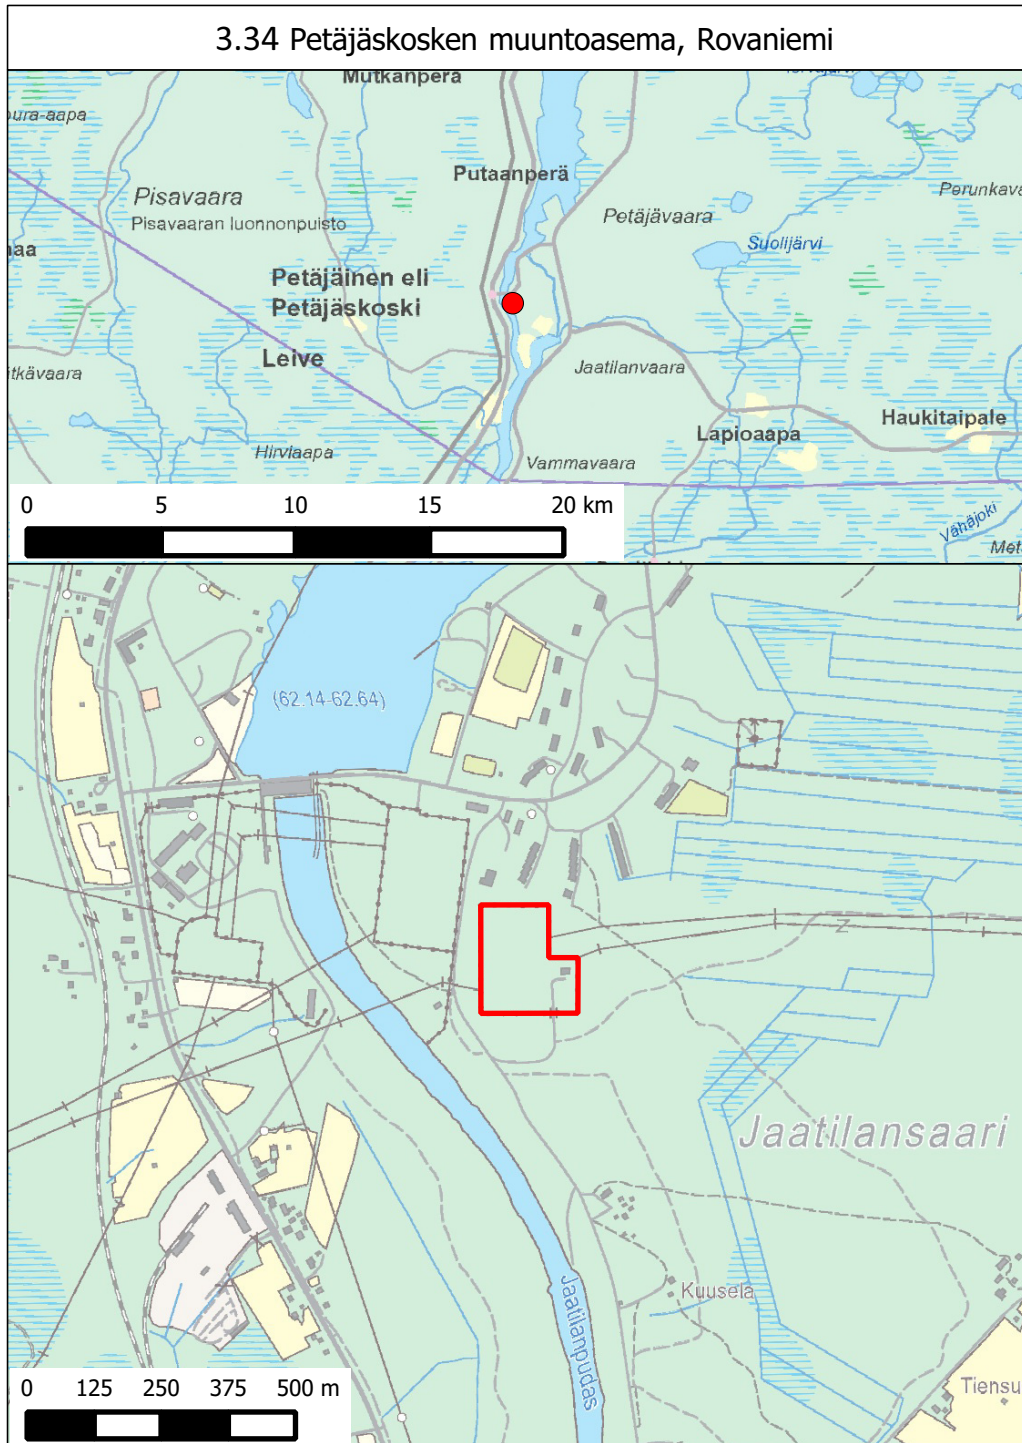 3.34 Petäjäskosken muuntoasema, Rovaniemi
Mutkanperä
Pisavaara
Pisavaaran luonnonpuisto
Putaanperä
Petäjävaara
Suolijärvi
Petäjäinen eli
Petäjäskoski
Leive
Jaatilanvaara
Haukitaipale
Lapioaapa
Hirviaapa
Vammavaara
Vähäjoki
0 5 10 15 20 km
(62.14-62.64)
Jaatilansaari
Kuusela
Jaatilanpudas
Tiensu
0 125 250 375 500 m